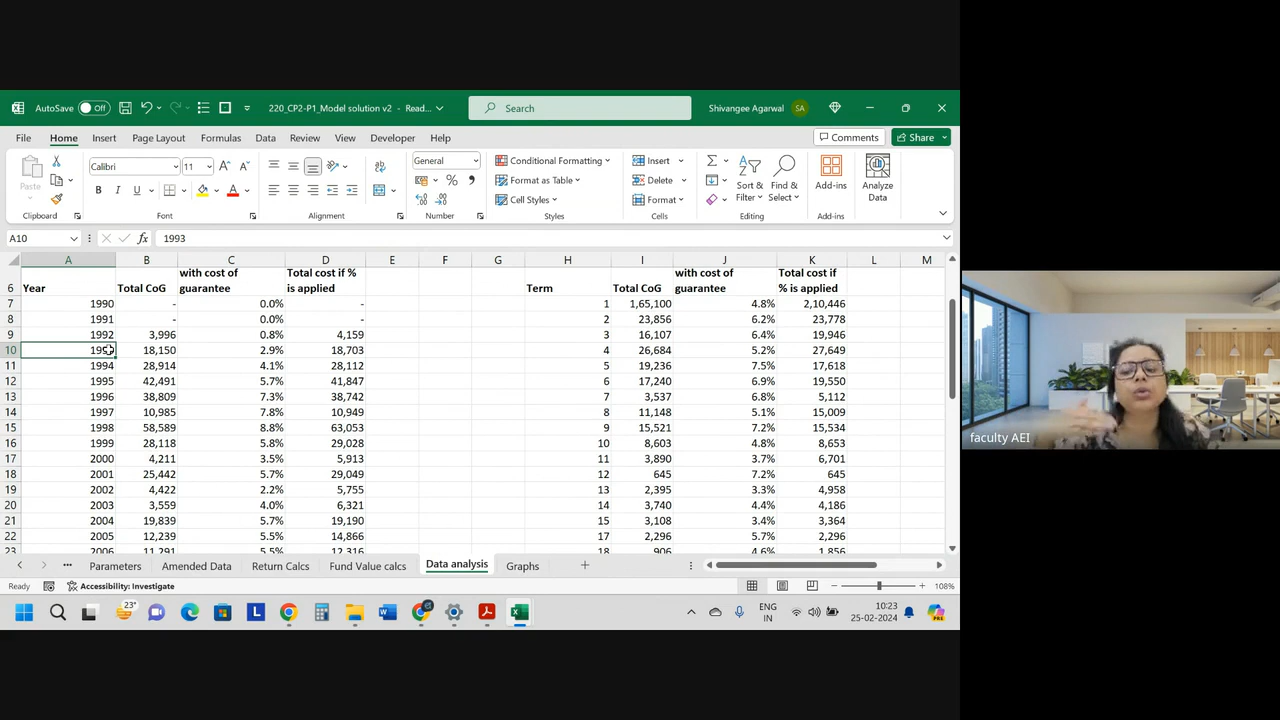 AutoSave Off 220_CP2-P1_Model solution v2 - Read... Search Shivangee Agarwal SA
File Home Insert Page Layout Formulas Data Review View Developer Help Comments Share
Paste Calibri 11 General Conditional Formatting Format as Table Cell Styles Insert Delete Format Sort & Filter Find & Select Add-ins Analyze Data
Clipboard Font Alignment Number Styles Cells Editing Add-ins
A10 fx 1993
A B C D E F G H I J K L M
with cost of Total cost if % with cost of Total cost if
6 Year Total CoG guarantee is applied Term Total CoG guarantee % is applied
7 1990 - 0.0% - 1 1,65,100 4.8% 2,10,446
8 1991 - 0.0% - 2 23,856 6.2% 23,778
9 1992 3,996 0.8% 4,159 3 16,107 6.4% 19,946
10 18,150 2.9% 18,703 4 26,684 5.2% 27,649
11 1994 28,914 4.1% 28,112 5 19,236 7.5% 17,618
12 1995 42,491 5.7% 41,847 6 17,240 6.9% 19,550
13 1996 38,809 7.3% 38,742 7 3,537 6.8% 5,112
14 1997 10,985 7.8% 10,949 8 11,148 5.1% 15,009
15 1998 58,589 8.8% 63,053 9 15,521 7.2% 15,534
16 1999 28,118 5.8% 29,028 10 8,603 4.8% 8,653
17 2000 4,211 3.5% 5,913 11 3,890 3.7% 6,701
18 2001 25,442 5.7% 29,049 12 645 7.2% 645
19 2002 4,422 2.2% 5,755 13 2,395 3.3% 4,958
20 2003 3,559 4.0% 6,321 14 3,740 4.4% 4,186
21 2004 19,839 5.7% 19,190 15 3,108 3.4% 3,364
22 2005 12,239 5.5% 14,866 17 2,296 5.7% 2,296
23 2006 11,291 5.5% 12,316 18 906 4.6% 1,856
Parameters Amended Data Return Calcs Fund Value calcs Data analysis Graphs
Ready Accessibility: Investigate 108%
23° ENG IN 10:23 25-02-2024
faculty AEI